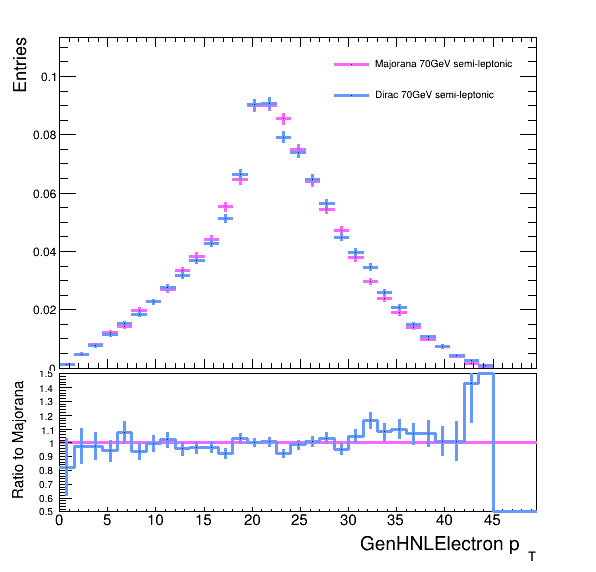 Entries
0.1
0.08
0.06
0.04
0.02
0
Majorana 70GeV semi-leptonic
Dirac 70GeV semi-leptonic
Ratio to Majorana
1.5
1.4
1.3
1.2
1.1
1
0.9
0.8
0.7
0.6
0.5
0 5 10 15 20 25 30 35 40 45
GenHNLElectron p T